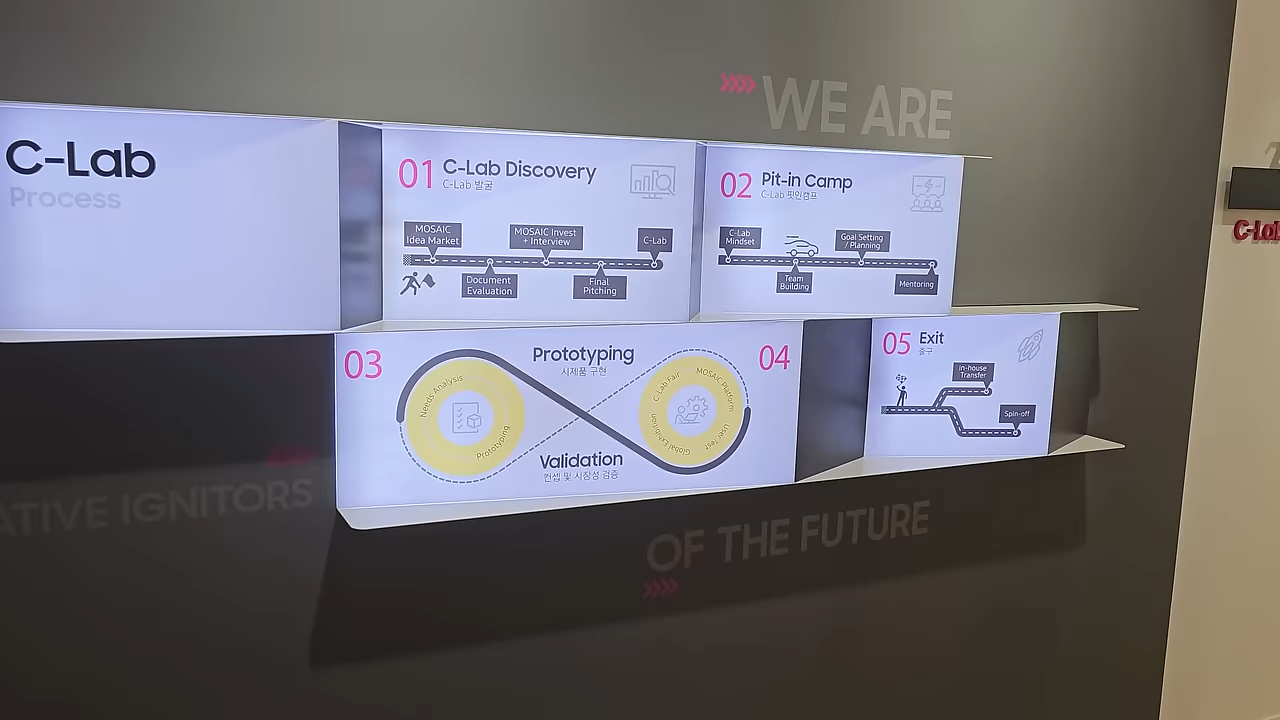 WE ARE
C-Lab
Process
01
C-Lab Discovery
C-Lab 발굴
MOSAIC
Idea Market
Document
Evaluation
MOSAIC Invest
+ Interview
Final
Pitching
C-Lab
02
Pit-in Camp
C-Lab 핏인캠프
C-Lab
Mindset
Team
Building
Goal Setting
/ Planning
Mentoring
03
Prototyping
시제품 구현
04
Needs Analysis
Prototyping
C-Lab Fair
MOSAIC Platform
User Test
Global Exhibition
Validation
컨셉 및 시장성 검증
05
Exit
출구
In-house
Transfer
Spin-off
ATIVE IGNITORS
OF THE FUTURE
C-Lab